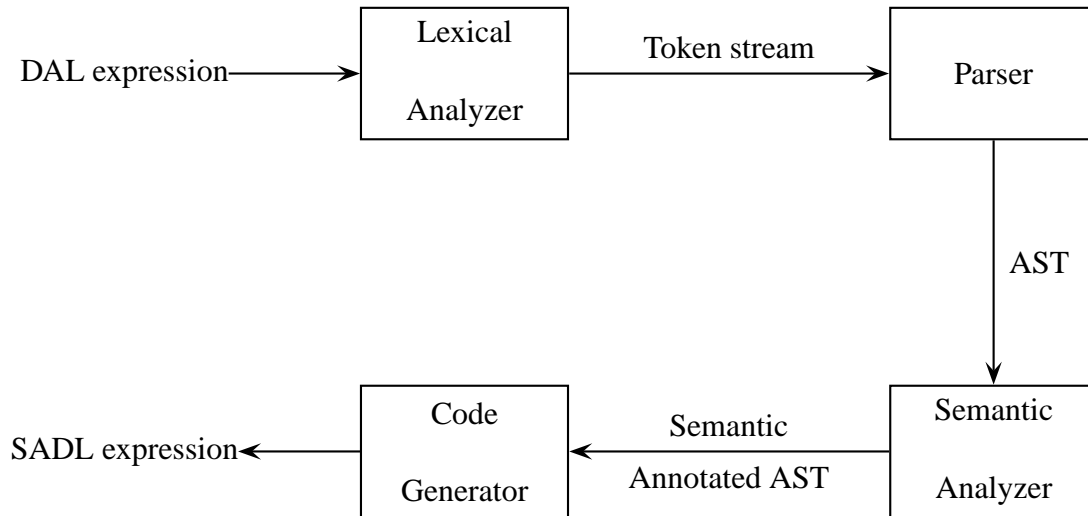 Lexical
Analyzer
DAL expression
Token stream
Parser
AST
Semantic
Analyzer
Semantic
Annotated AST
Code
Generator
SADL expression